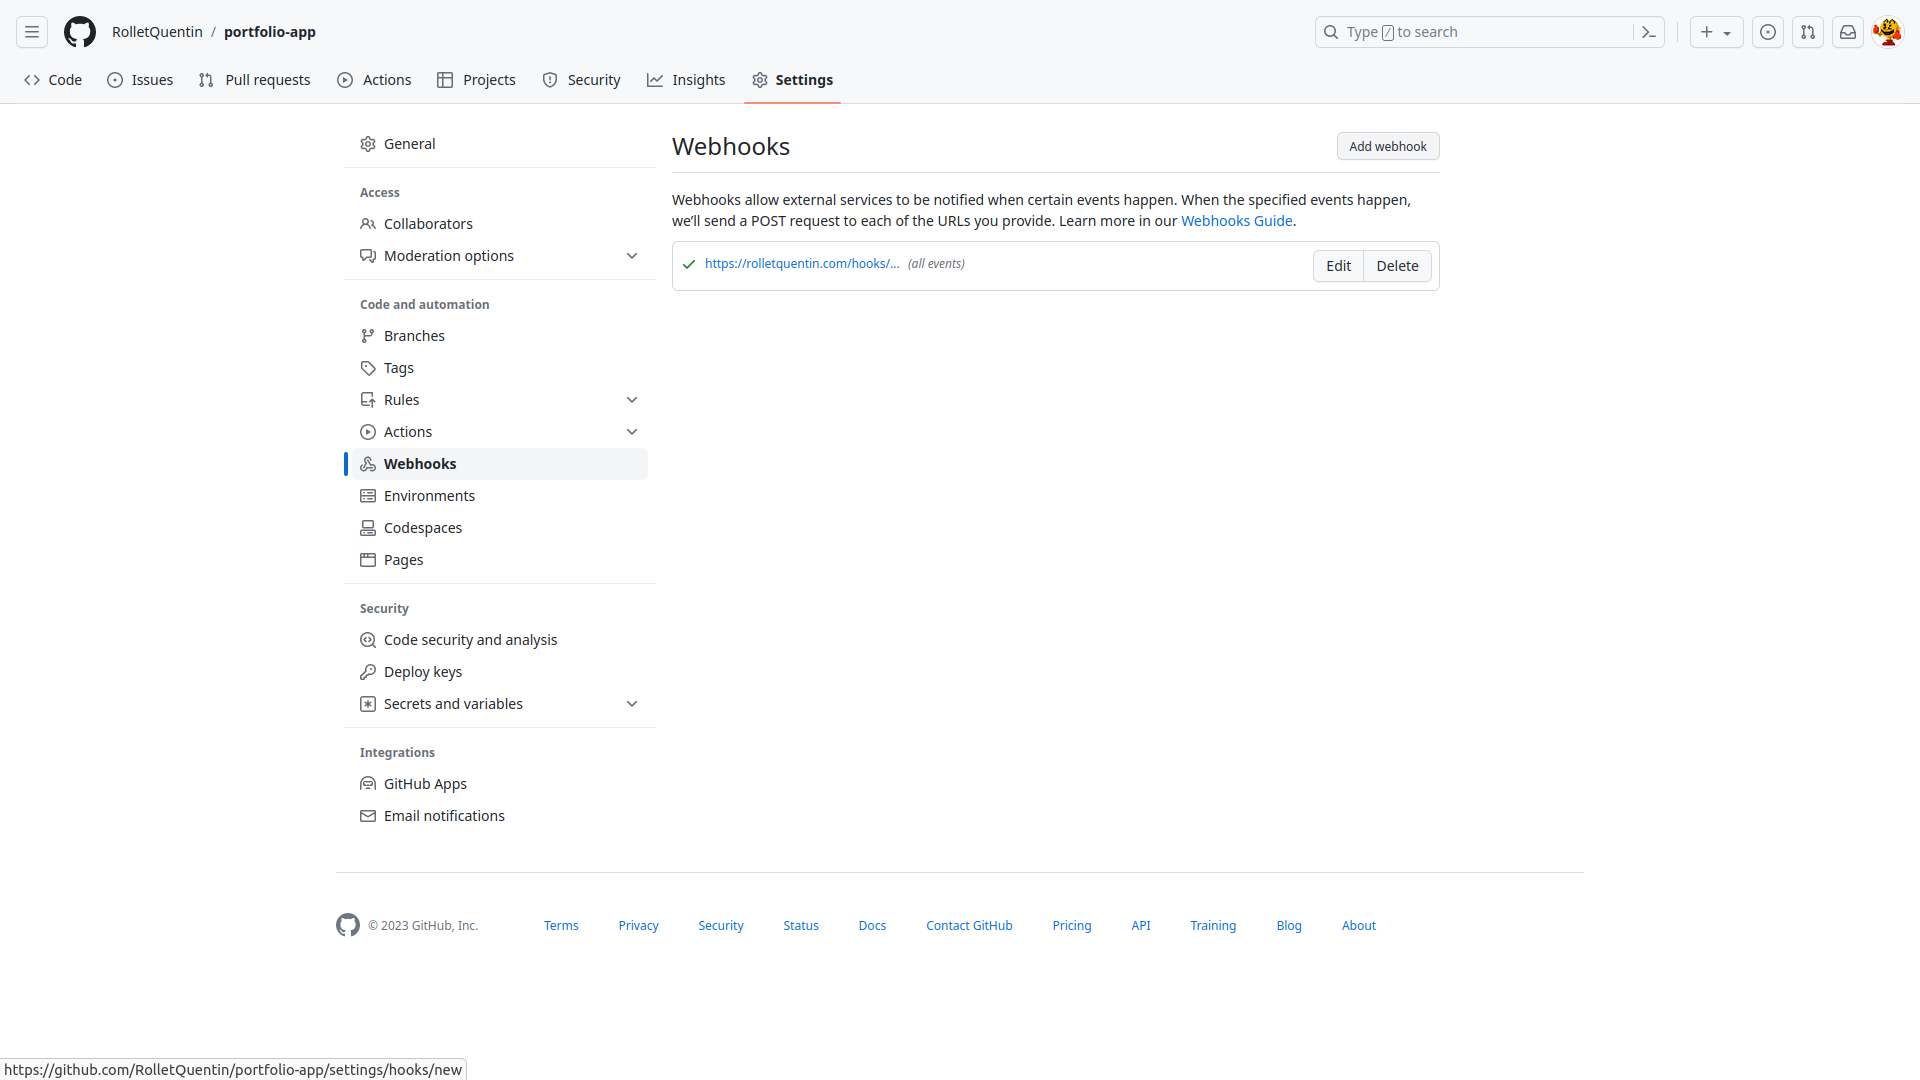 RolletQuentin / portfolio-app
Type / to search
Code
Issues
Pull requests
Actions
Projects
Security
Insights
Settings
General
Access
Collaborators
Moderation options
Code and automation
Branches
Tags
Rules
Actions
Webhooks
Environments
Codespaces
Pages
Security
Code security and analysis
Deploy keys
Secrets and variables
Integrations
GitHub Apps
Email notifications
Webhooks
Add webhook
Webhooks allow external services to be notified when certain events happen. When the specified events happen,
we’ll send a POST request to each of the URLs you provide. Learn more in our Webhooks Guide.
https://rolletquentin.com/hooks/... (all events)
Edit
Delete
© 2023 GitHub, Inc.
Terms
Privacy
Security
Status
Docs
Contact GitHub
Pricing
API
Training
Blog
About
https://github.com/RolletQuentin/portfolio-app/settings/hooks/new